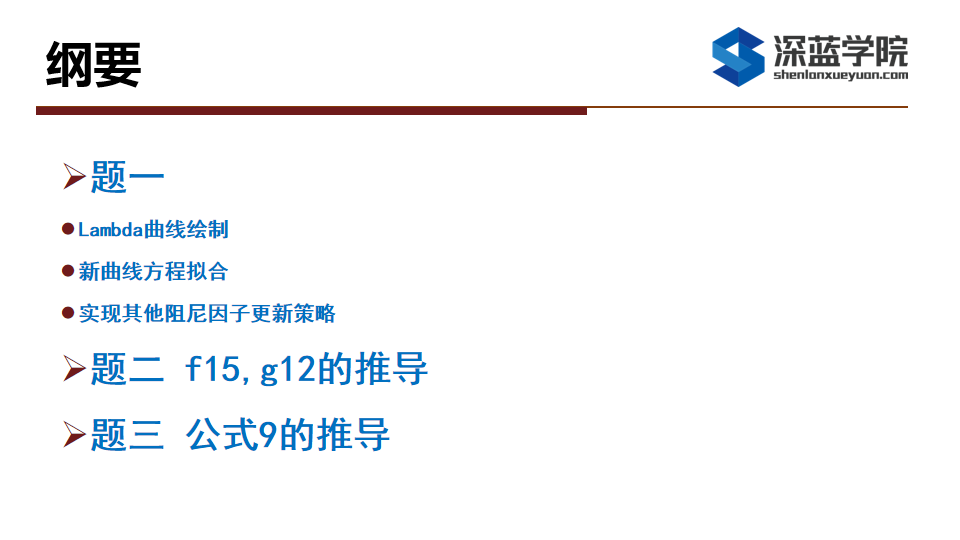 纲要
深蓝学院
shenlanxueyuan.com
题一
Lambda曲线绘制
新曲线方程拟合
实现其他阻尼因子更新策略
题二 f15,g12的推导
题三 公式9的推导